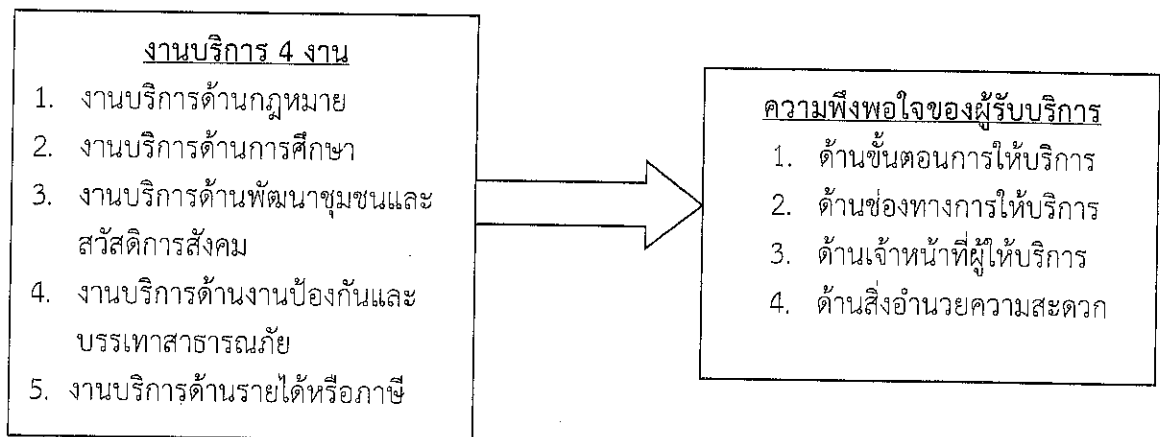 งานบริการ 4 งาน
1. งานบริการด้านกฎหมาย
2. งานบริการด้านการศึกษา
3. งานบริการด้านพัฒนาชุมชนและ
สวัสดิการสังคม
4. งานบริการด้านงานป้องกันและ
บรรเทาสาธารณภัย
5. งานบริการด้านรายได้หรือภาษี
ความพึงพอใจของผู้รับบริการ
1. ด้านขั้นตอนการให้บริการ
2. ด้านช่องทางการให้บริการ
3. ด้านเจ้าหน้าที่ผู้ให้บริการ
4. ด้านสิ่งอำนวยความสะดวก